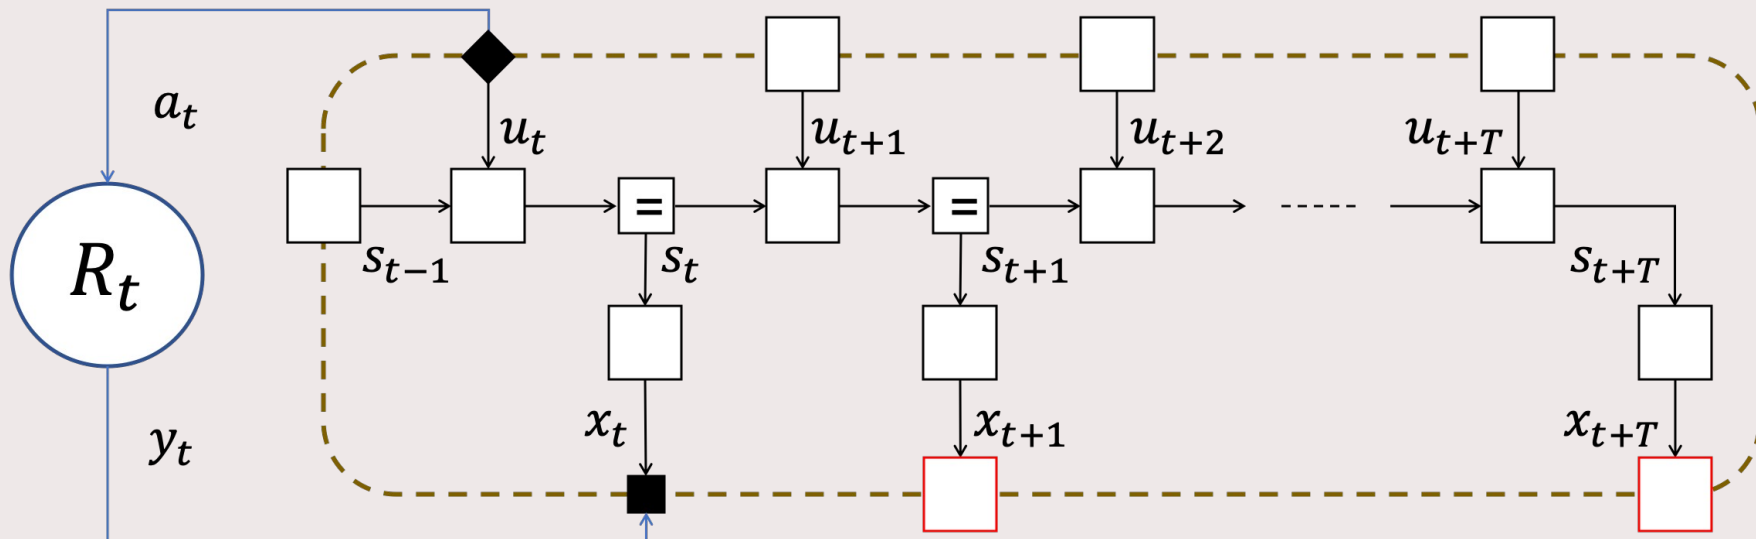 a_t
u_t
u_{t+1}
u_{t+2}
u_{t+T}
=
=
s_{t−1}
s_t
s_{t+1}
s_{t+T}
R_t
x_t
x_{t+1}
x_{t+T}
y_t